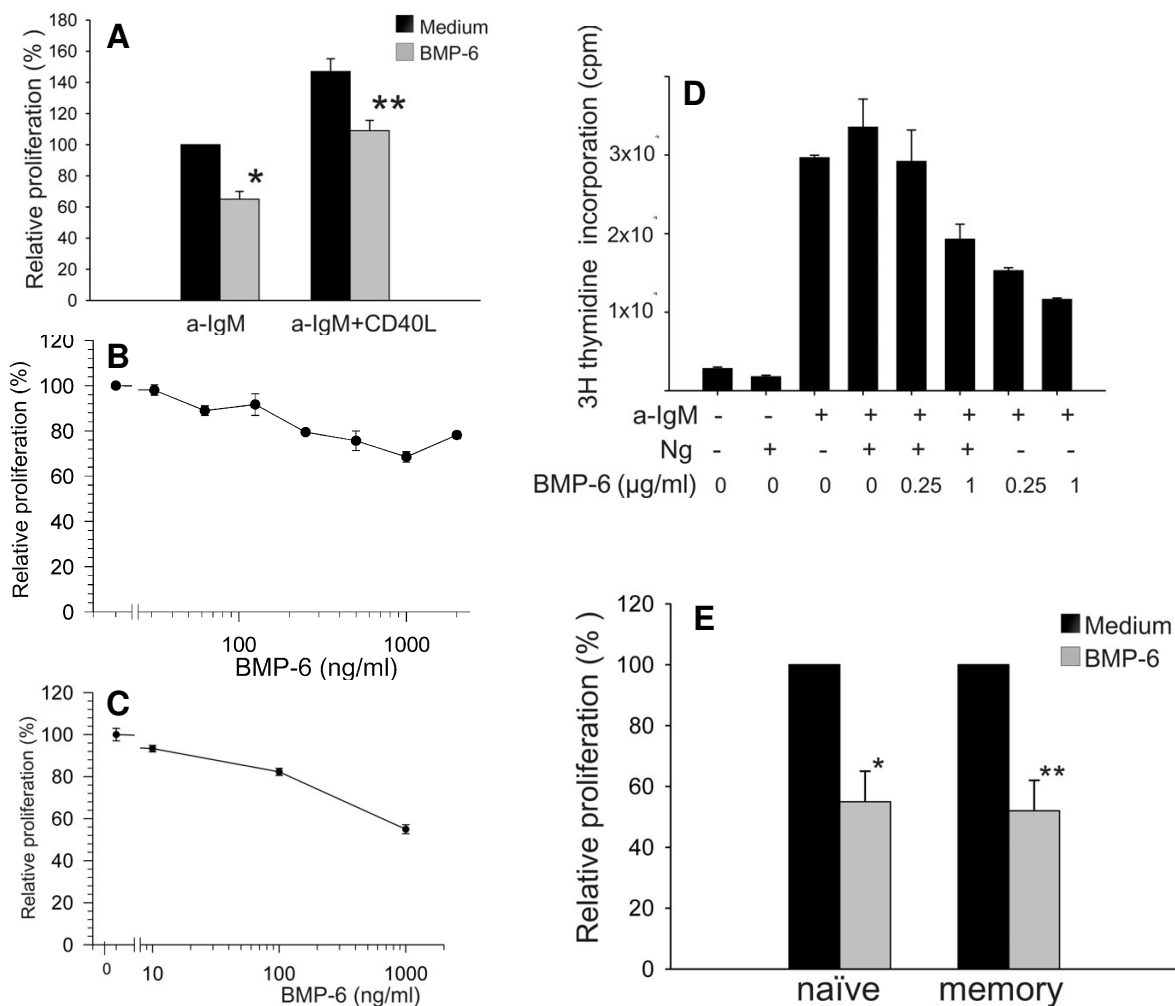 A
Relative proliferation (%)
180
160
140
120
100
80
60
40
20
0
Medium
BMP-6
*
**
a-IgM
a-IgM+CD40L
B
Relative proliferation (%)
120
100
80
60
40
20
0
100
1000
BMP-6 (ng/ml)
C
Relative proliferation (%)
120
100
80
60
40
20
0
0
10
100
1000
BMP-6 (ng/ml)
D
3H thymidine incorporation (cpm)
3x10
2x10
1x10
a-IgM - - + + + + + +
Ng - + - + + + - -
BMP-6 (µg/ml) 0 0 0 0 0.25 1 0.25 1
E
Relative proliferation (%)
120
100
80
60
40
20
0
Medium
BMP-6
*
**
naïve
memory